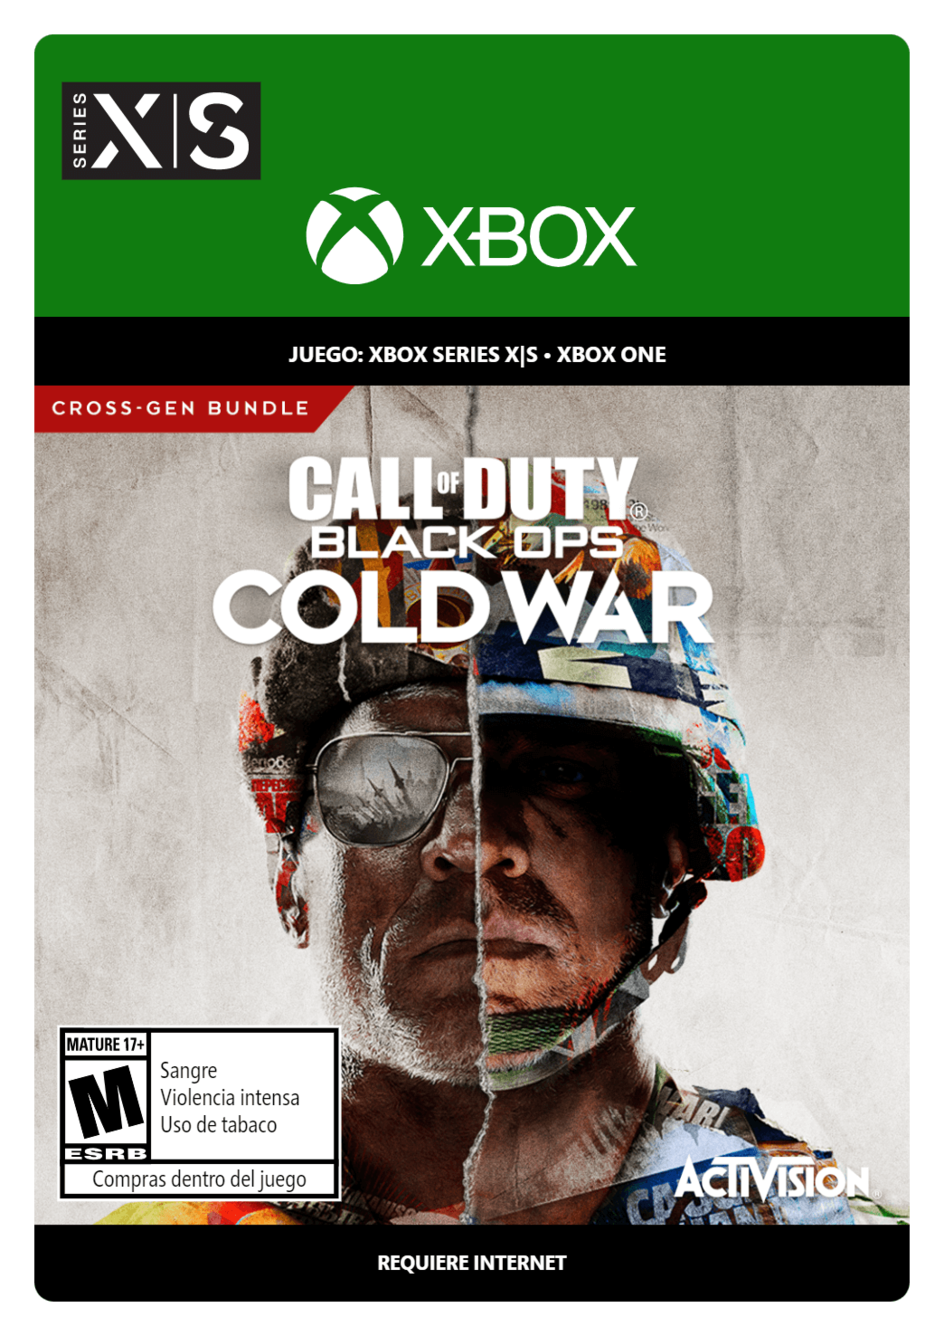 SERIES X|S
XBOX
JUEGO: XBOX SERIES X|S • XBOX ONE
CROSS-GEN BUNDLE
CALL OF DUTY®
BLACK OPS
COLD WAR
MATURE 17+
M
ESRB
Sangre
Violencia intensa
Uso de tabaco
Compras dentro del juego
ACTIVISION
REQUIERE INTERNET